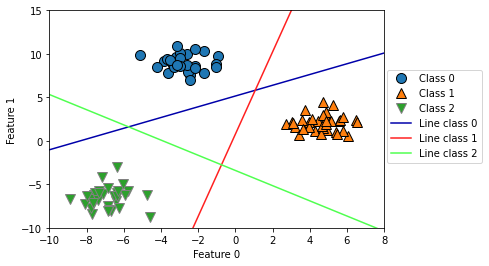 15
10
5
0
−5
−10
−10
−8
−6
−4
−2
0
2
4
6
8
Feature 0
Feature 1
Class 0
Class 1
Class 2
Line class 0
Line class 1
Line class 2